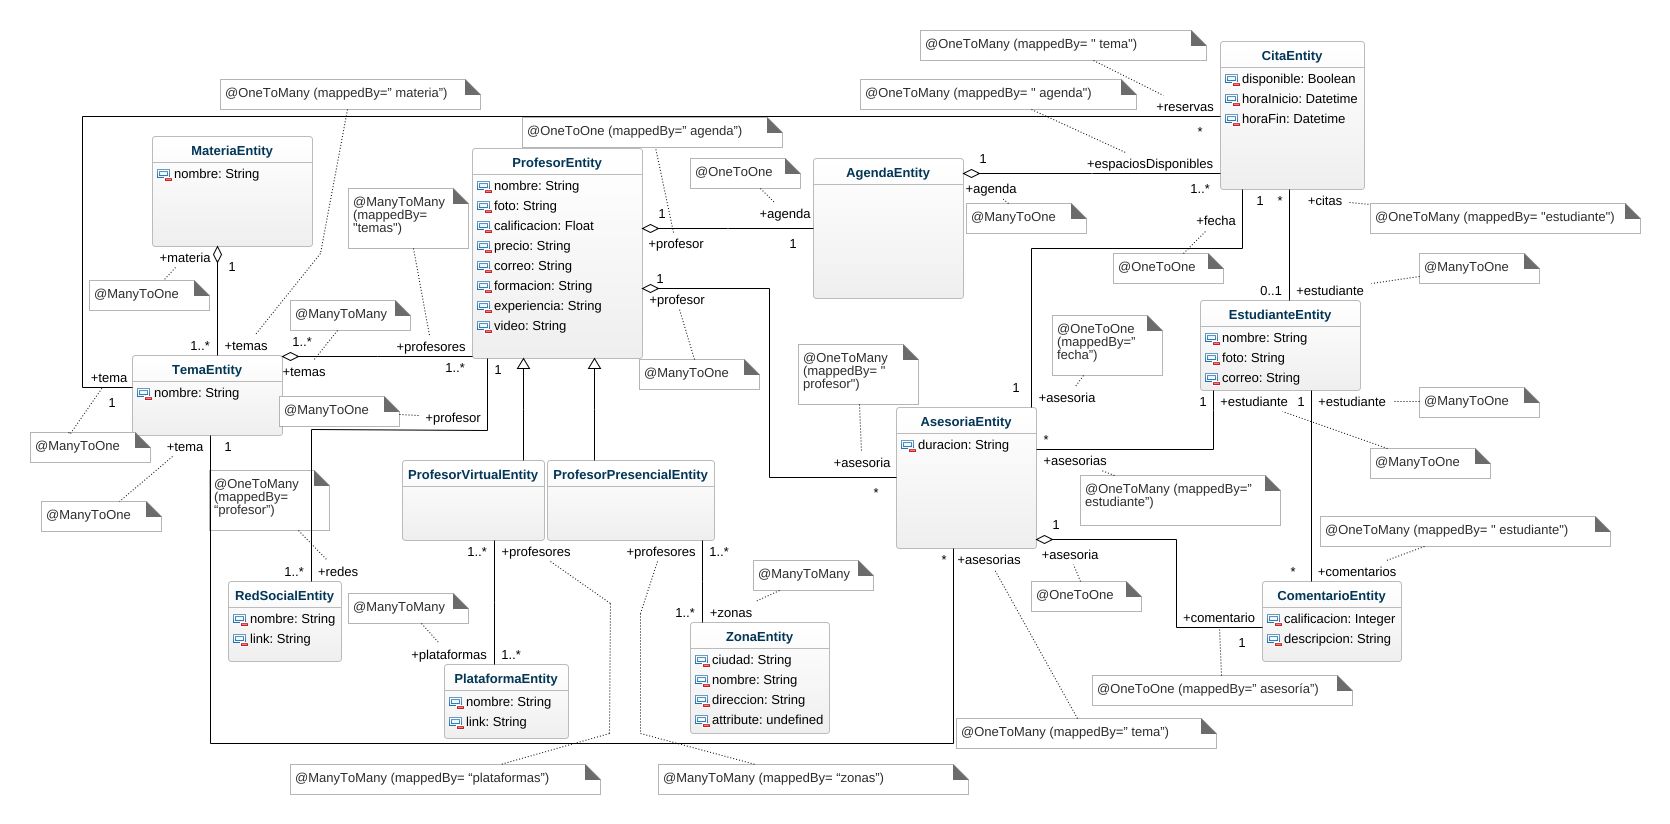 @OneToMany (mappedBy= " tema")
CitaEntity
disponible: Boolean
horaInicio: Datetime
horaFin: Datetime
@OneToMany (mappedBy=” materia”)
@OneToMany (mappedBy= " agenda")
+reservas
*
@OneToOne (mappedBy=” agenda”)
MateriaEntity
nombre: String
ProfesorEntity
nombre: String
foto: String
calificacion: Float
precio: String
correo: String
formacion: String
experiencia: String
video: String
@OneToOne
AgendaEntity
1
+espaciosDisponibles
+agenda
1..*
@ManyToOne
1
*
+citas
@OneToMany (mappedBy= "estudiante")
@ManyToMany
(mappedBy=
"temas")
1
+agenda
+profesor
1
+fecha
@OneToOne
@ManyToOne
+materia
1
@ManyToOne
1
+profesor
0..1
+estudiante
@ManyToMany
1..*
+temas
1..*
+profesores
+temas
1..*
1
@ManyToOne
EstudianteEntity
nombre: String
foto: String
correo: String
@OneToOne
(mappedBy=”
fecha”)
@OneToMany
(mappedBy= "
profesor")
TemaEntity
nombre: String
+tema
1
@ManyToOne
+profesor
1
+asesoria
1
+estudiante
1
+estudiante
@ManyToOne
AsesoriaEntity
duracion: String
@ManyToOne
+tema
1
*
+asesorias
@ManyToOne
+asesoria
*
ProfesorVirtualEntity
ProfesorPresencialEntity
@OneToMany
(mappedBy=
“profesor”)
@OneToMany (mappedBy=”
estudiante”)
@ManyToOne
1
+asesoria
@OneToMany (mappedBy= " estudiante")
1..*
+profesores
+profesores
1..*
*
+asesorias
@ManyToMany
1..*
+redes
*
+comentarios
RedSocialEntity
nombre: String
link: String
@ManyToMany
@OneToOne
ComentarioEntity
calificacion: Integer
descripcion: String
1..*
+zonas
+comentario
1
ZonaEntity
ciudad: String
nombre: String
direccion: String
attribute: undefined
+plataformas
1..*
PlataformaEntity
nombre: String
link: String
@OneToOne (mappedBy=” asesoría”)
@OneToMany (mappedBy=” tema”)
@ManyToMany (mappedBy= “plataformas”)
@ManyToMany (mappedBy= “zonas”)